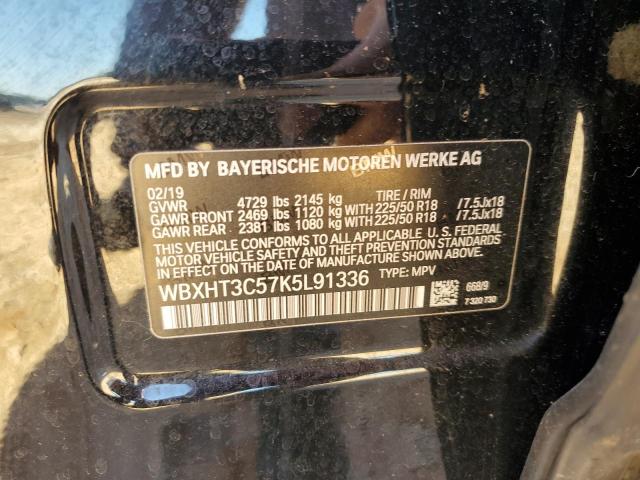 MFD BY BAYERISCHE MOTOREN WERKE AG
02/19 TIRE / RIM
GVWR 4729 lbs 2145 kg
GAWR FRONT 2469 lbs 1120 kg WITH 225/50 R18 /7.5Jx18
GAWR REAR 2381 lbs 1080 kg WITH 225/50 R18 /7.5Jx18
THIS VEHICLE CONFORMS TO ALL APPLICABLE U. S. FEDERAL
MOTOR VEHICLE SAFETY AND THEFT PREVENTION STANDARDS
IN EFFECT ON THE DATE OF MANUFACTURE SHOWN ABOVE.
WBXHT3C57K5L91336 TYPE: MPV
668/9
7 320 730